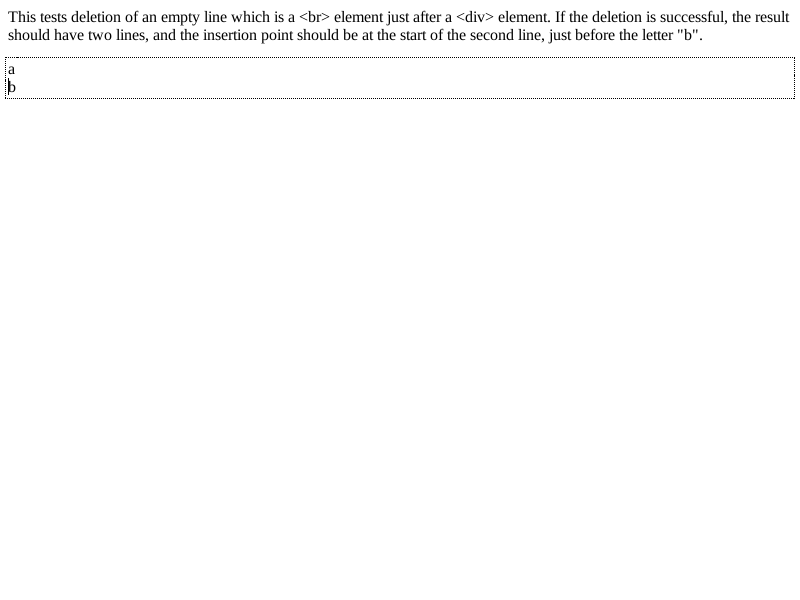 This tests deletion of an empty line which is a <br> element just after a <div> element. If the deletion is successful, the result
should have two lines, and the insertion point should be at the start of the second line, just before the letter "b".
a
b